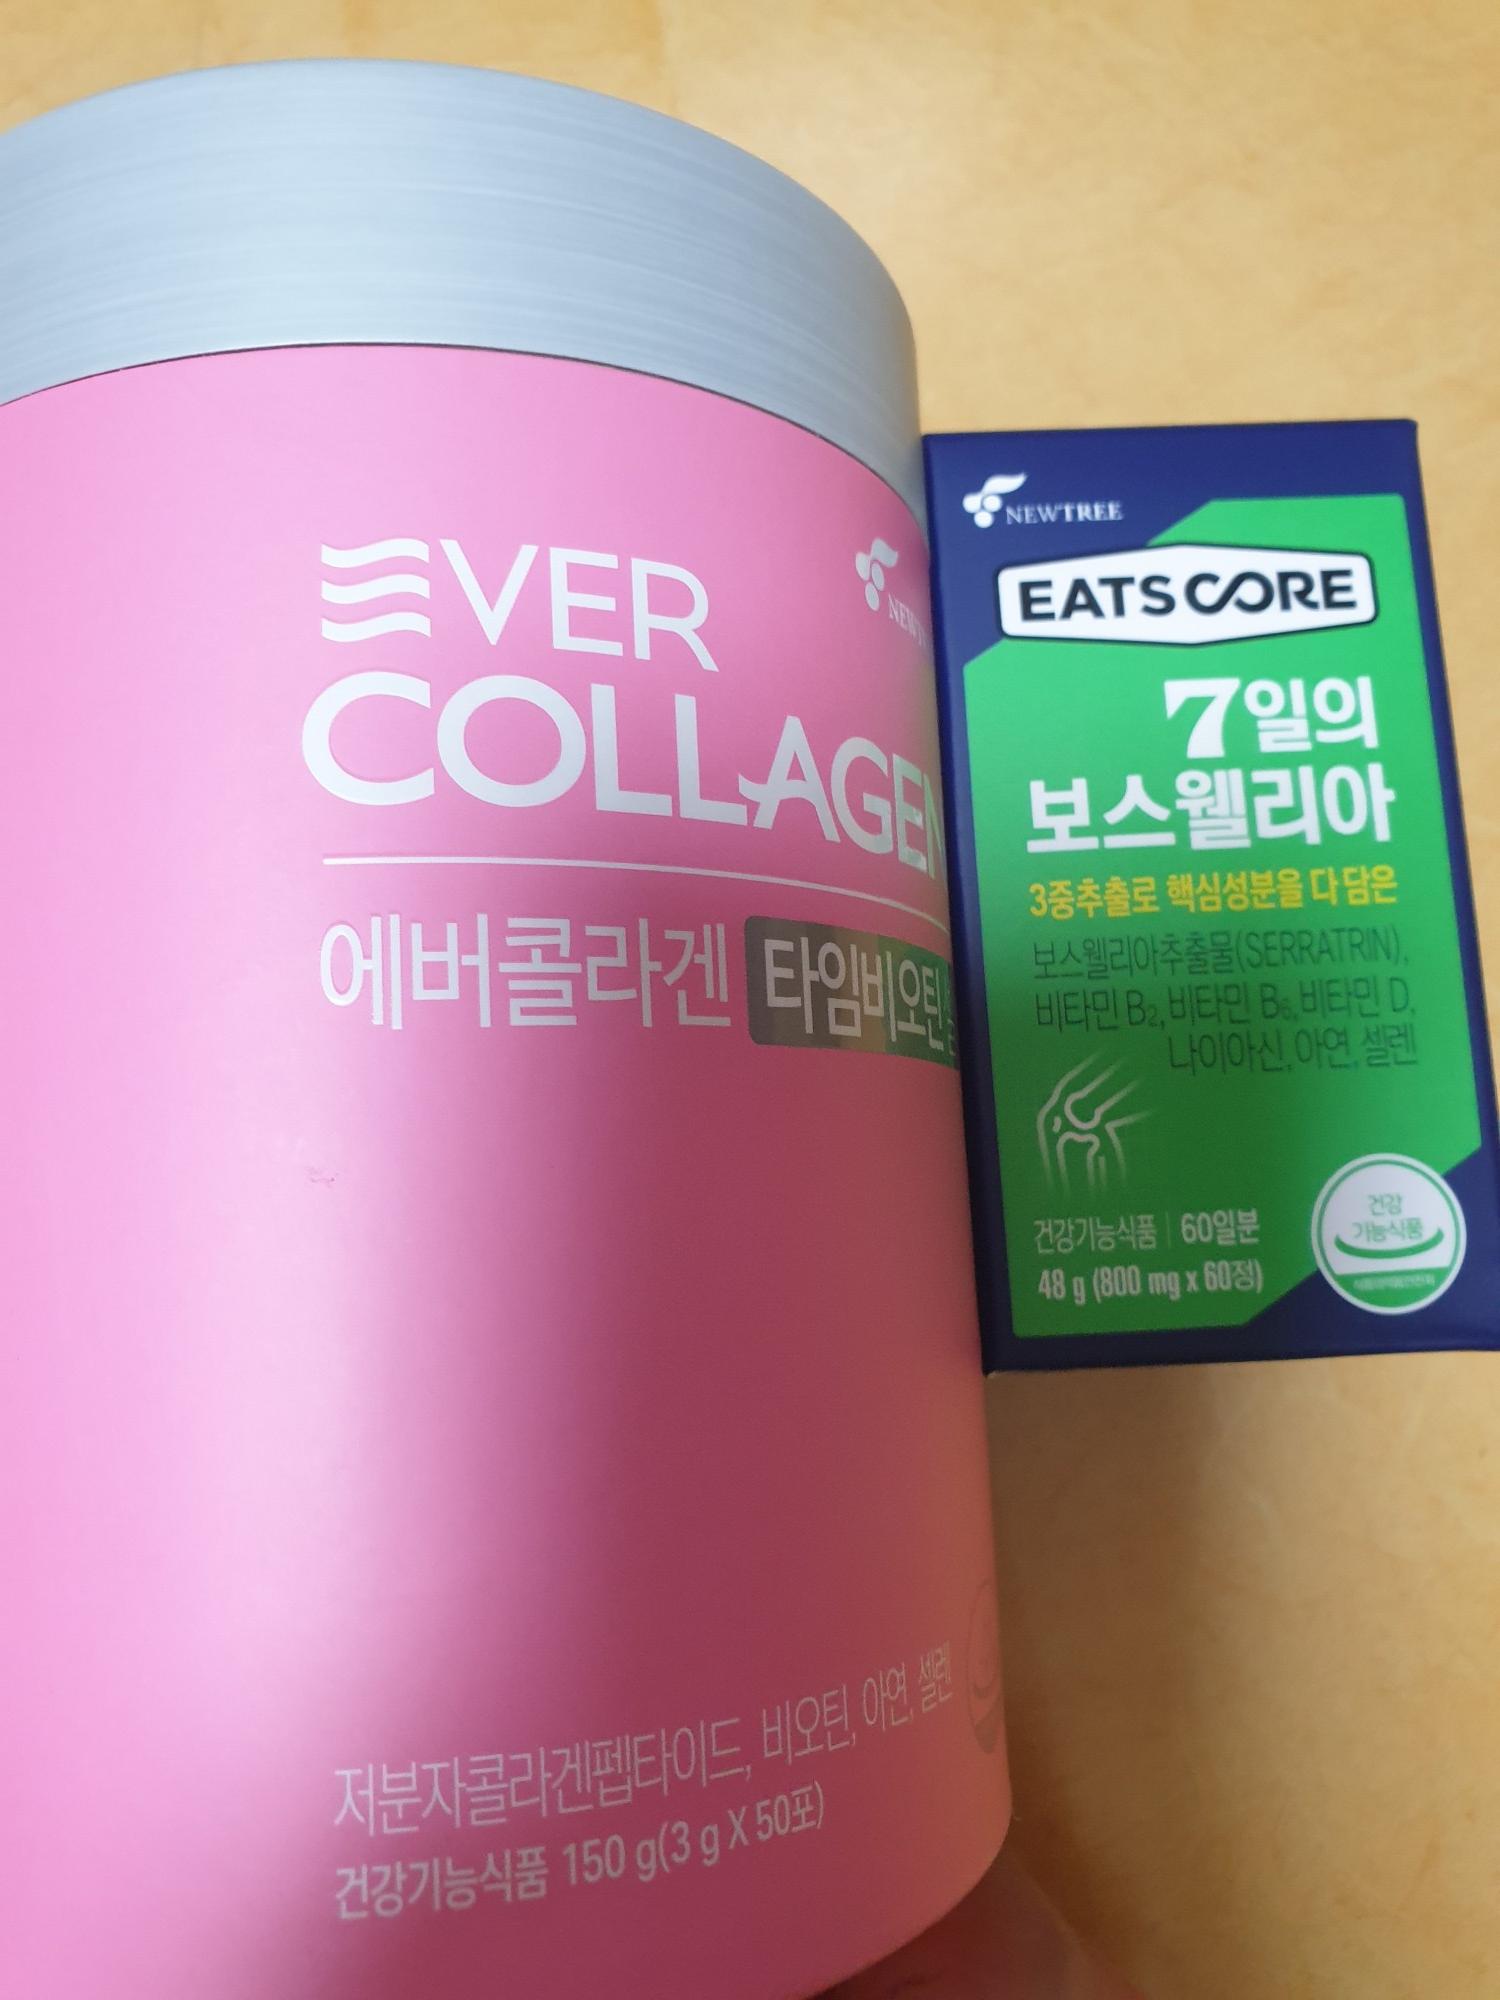 EVER
COLLAGEN
에버콜라겐 타임비오틴
저분자콜라겐펩타이드, 비오틴, 아연, 셀렌
건강기능식품 150 g(3 g X 50포)
NEWTREE
EATSCORE
7일의
보스웰리아
3중추출로 핵심성분을 다 담은
보스웰리아추출물(SERRATRIN),
비타민 B₂, 비타민 B₆, 비타민 D,
나이아신, 아연, 셀렌
건강기능식품 | 60일분
48 g (800 mg x 60정)
건강
기능식품